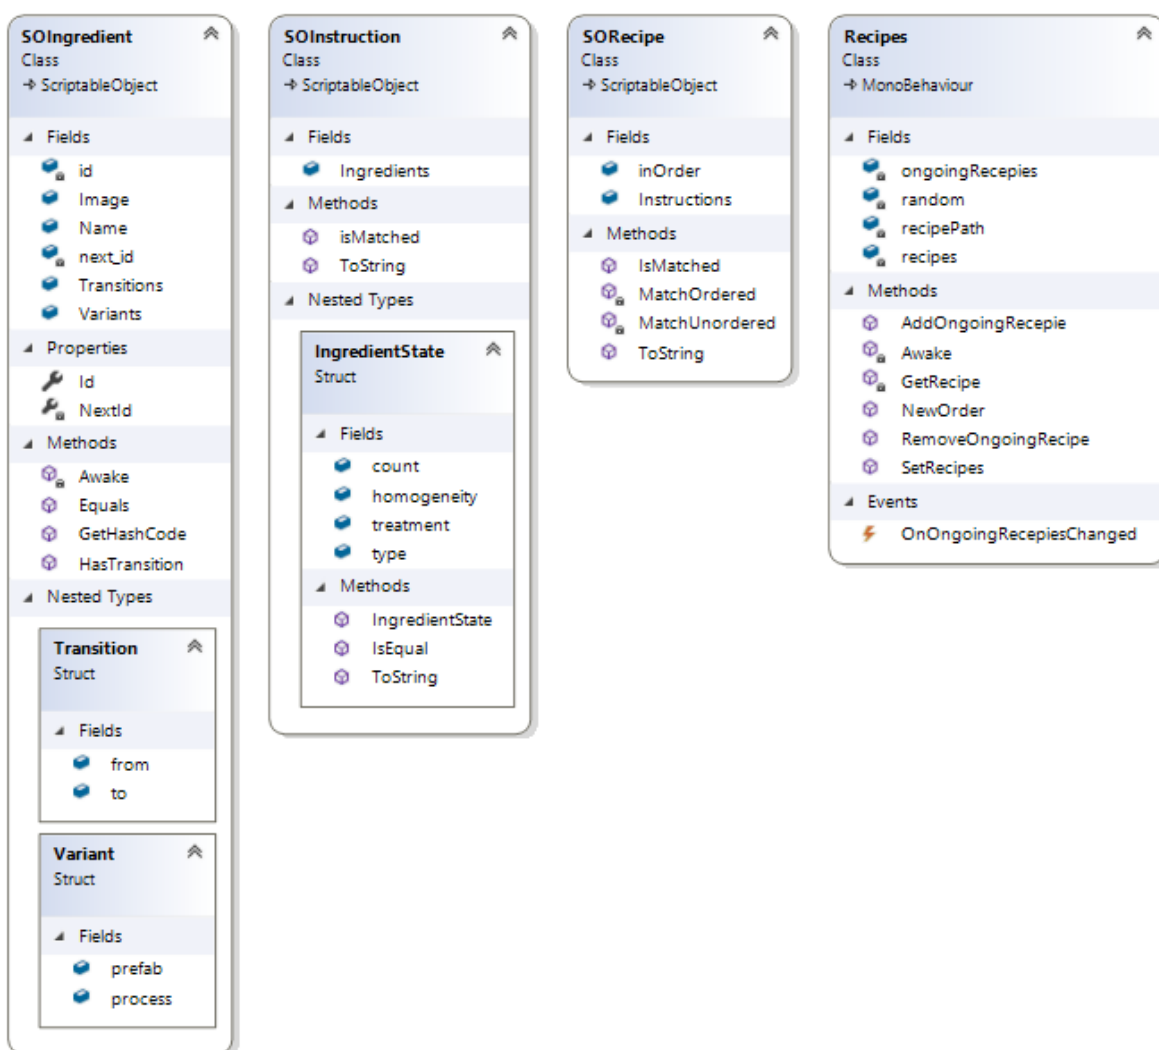 SOIngredient
Class
ScriptableObject
Fields
id
Image
Name
next_id
Transitions
Variants
Properties
Id
NextId
Methods
Awake
Equals
GetHashCode
HasTransition
Nested Types
Transition
Struct
Fields
from
to
Variant
Struct
Fields
prefab
process
SOInstruction
Class
ScriptableObject
Fields
Ingredients
Methods
isMatched
ToString
Nested Types
IngredientState
Struct
Fields
count
homogeneity
treatment
type
Methods
IngredientState
IsEqual
ToString
SORecipe
Class
ScriptableObject
Fields
inOrder
Instructions
Methods
IsMatched
MatchOrdered
MatchUnordered
ToString
Recipes
Class
MonoBehaviour
Fields
ongoingRecepies
random
recipePath
recipes
Methods
AddOngoingRecepie
Awake
GetRecipe
NewOrder
RemoveOngoingRecipe
SetRecipes
Events
OnOngoingRecepiesChanged